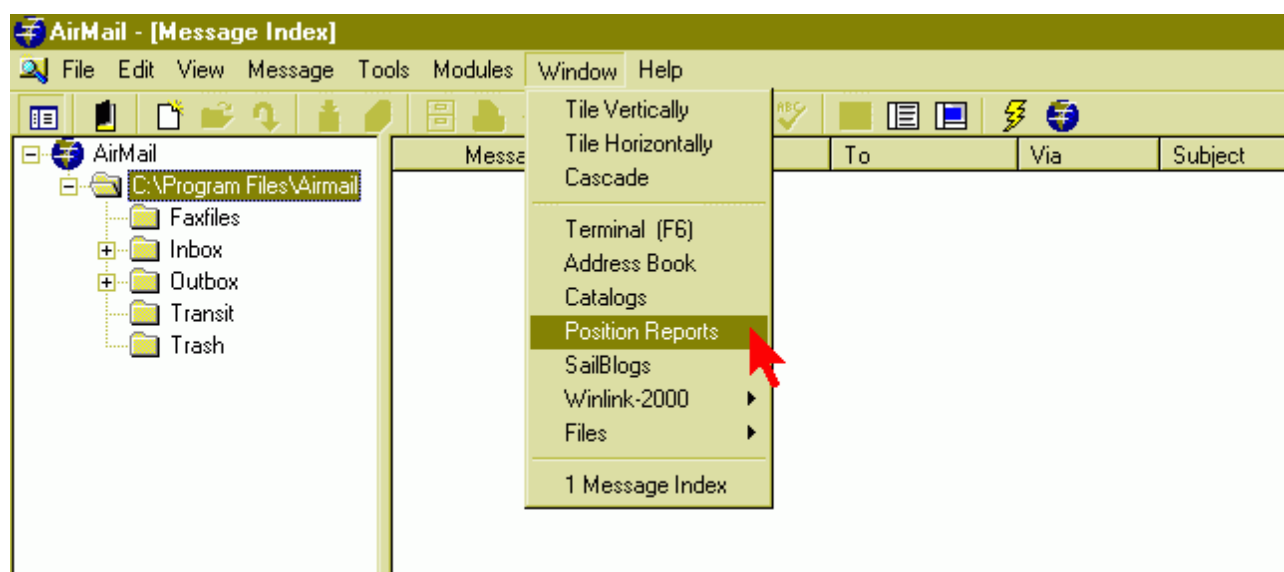 AirMail - [Message Index]
File Edit View Message Tools Modules Window Help
ABC
Messa To Via Subject
AirMail
C:\Program Files\Airmail
Faxfiles
Inbox
Outbox
Transit
Trash
Tile Vertically
Tile Horizontally
Cascade
Terminal (F6)
Address Book
Catalogs
Position Reports
SailBlogs
Winlink-2000
Files
1 Message Index